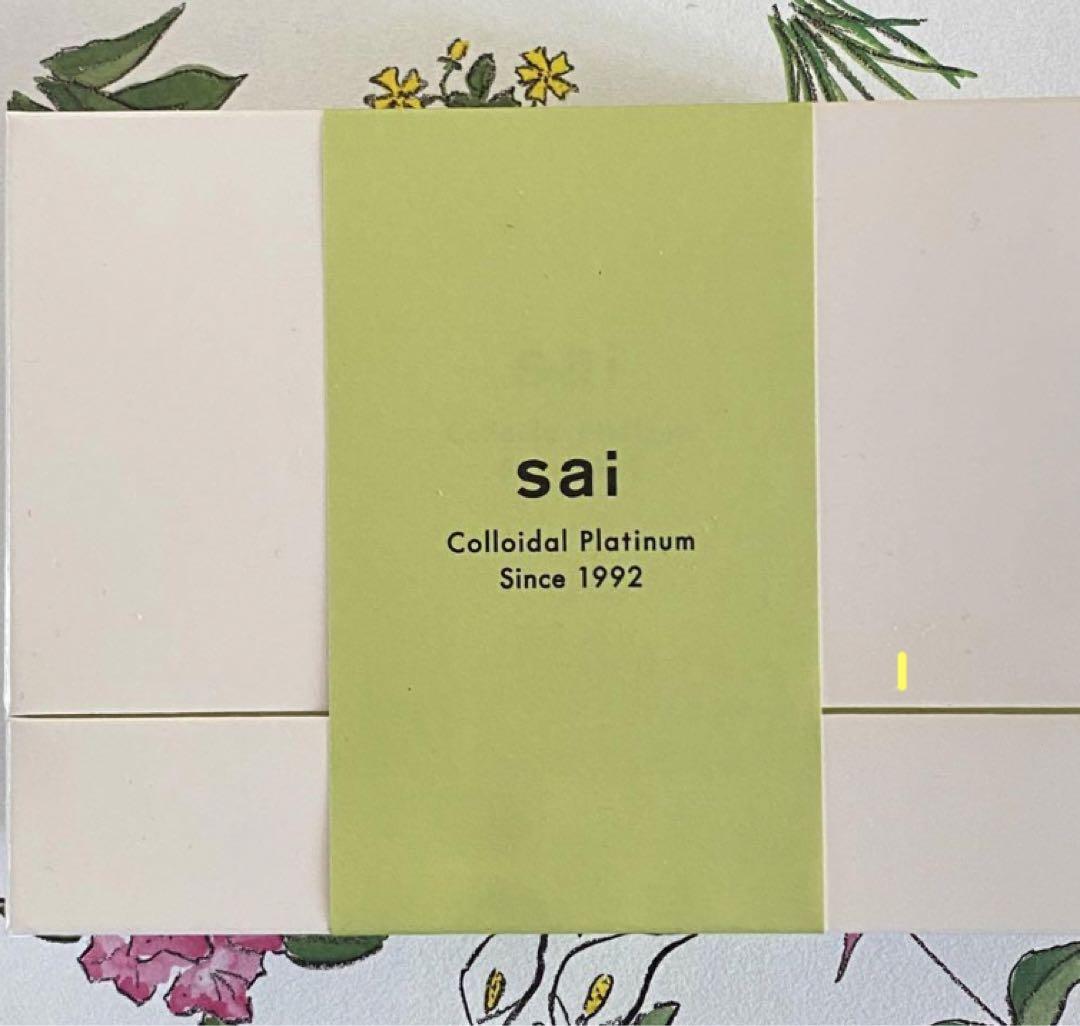 sai
Colloidal Platinum
Since 1992